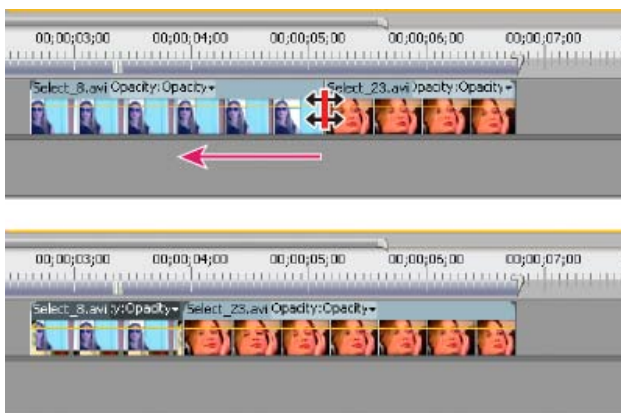 00;00;03;00 00;00;04;00 00;00;05;00 00;00;06;00 00;00;07;00
Select_8.avi Opacity:Opacity Select_23.avi pacity:Opacity
00;00;03;00 00;00;04;00 00;00;05;00 00;00;06;00 00;00;07;00
Select_8.avi y:Opacity Select_23.avi Opacity:Opacity